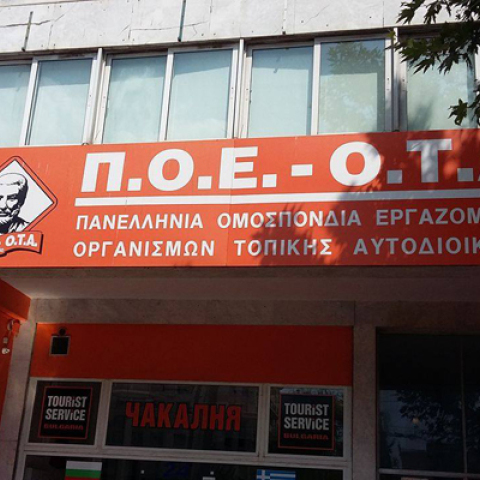 Π.Ο.Ε.-Ο.Τ.
ΠΑΝΕΛΛΗΝΙΑ ΟΜΟΣΠΟΝΔΙΑ ΕΡΓΑΖΟΜ
ΟΡΓΑΝΙΣΜΩΝ ΤΟΠΙΚΗΣ ΑΥΤΟΔΙΟΙΚ
Ο.Τ.Α.
TOURIST
SERVICE
BULGARIA
ЧАКАЛНЯ
TOURIST
SERVICE
BULGARIA